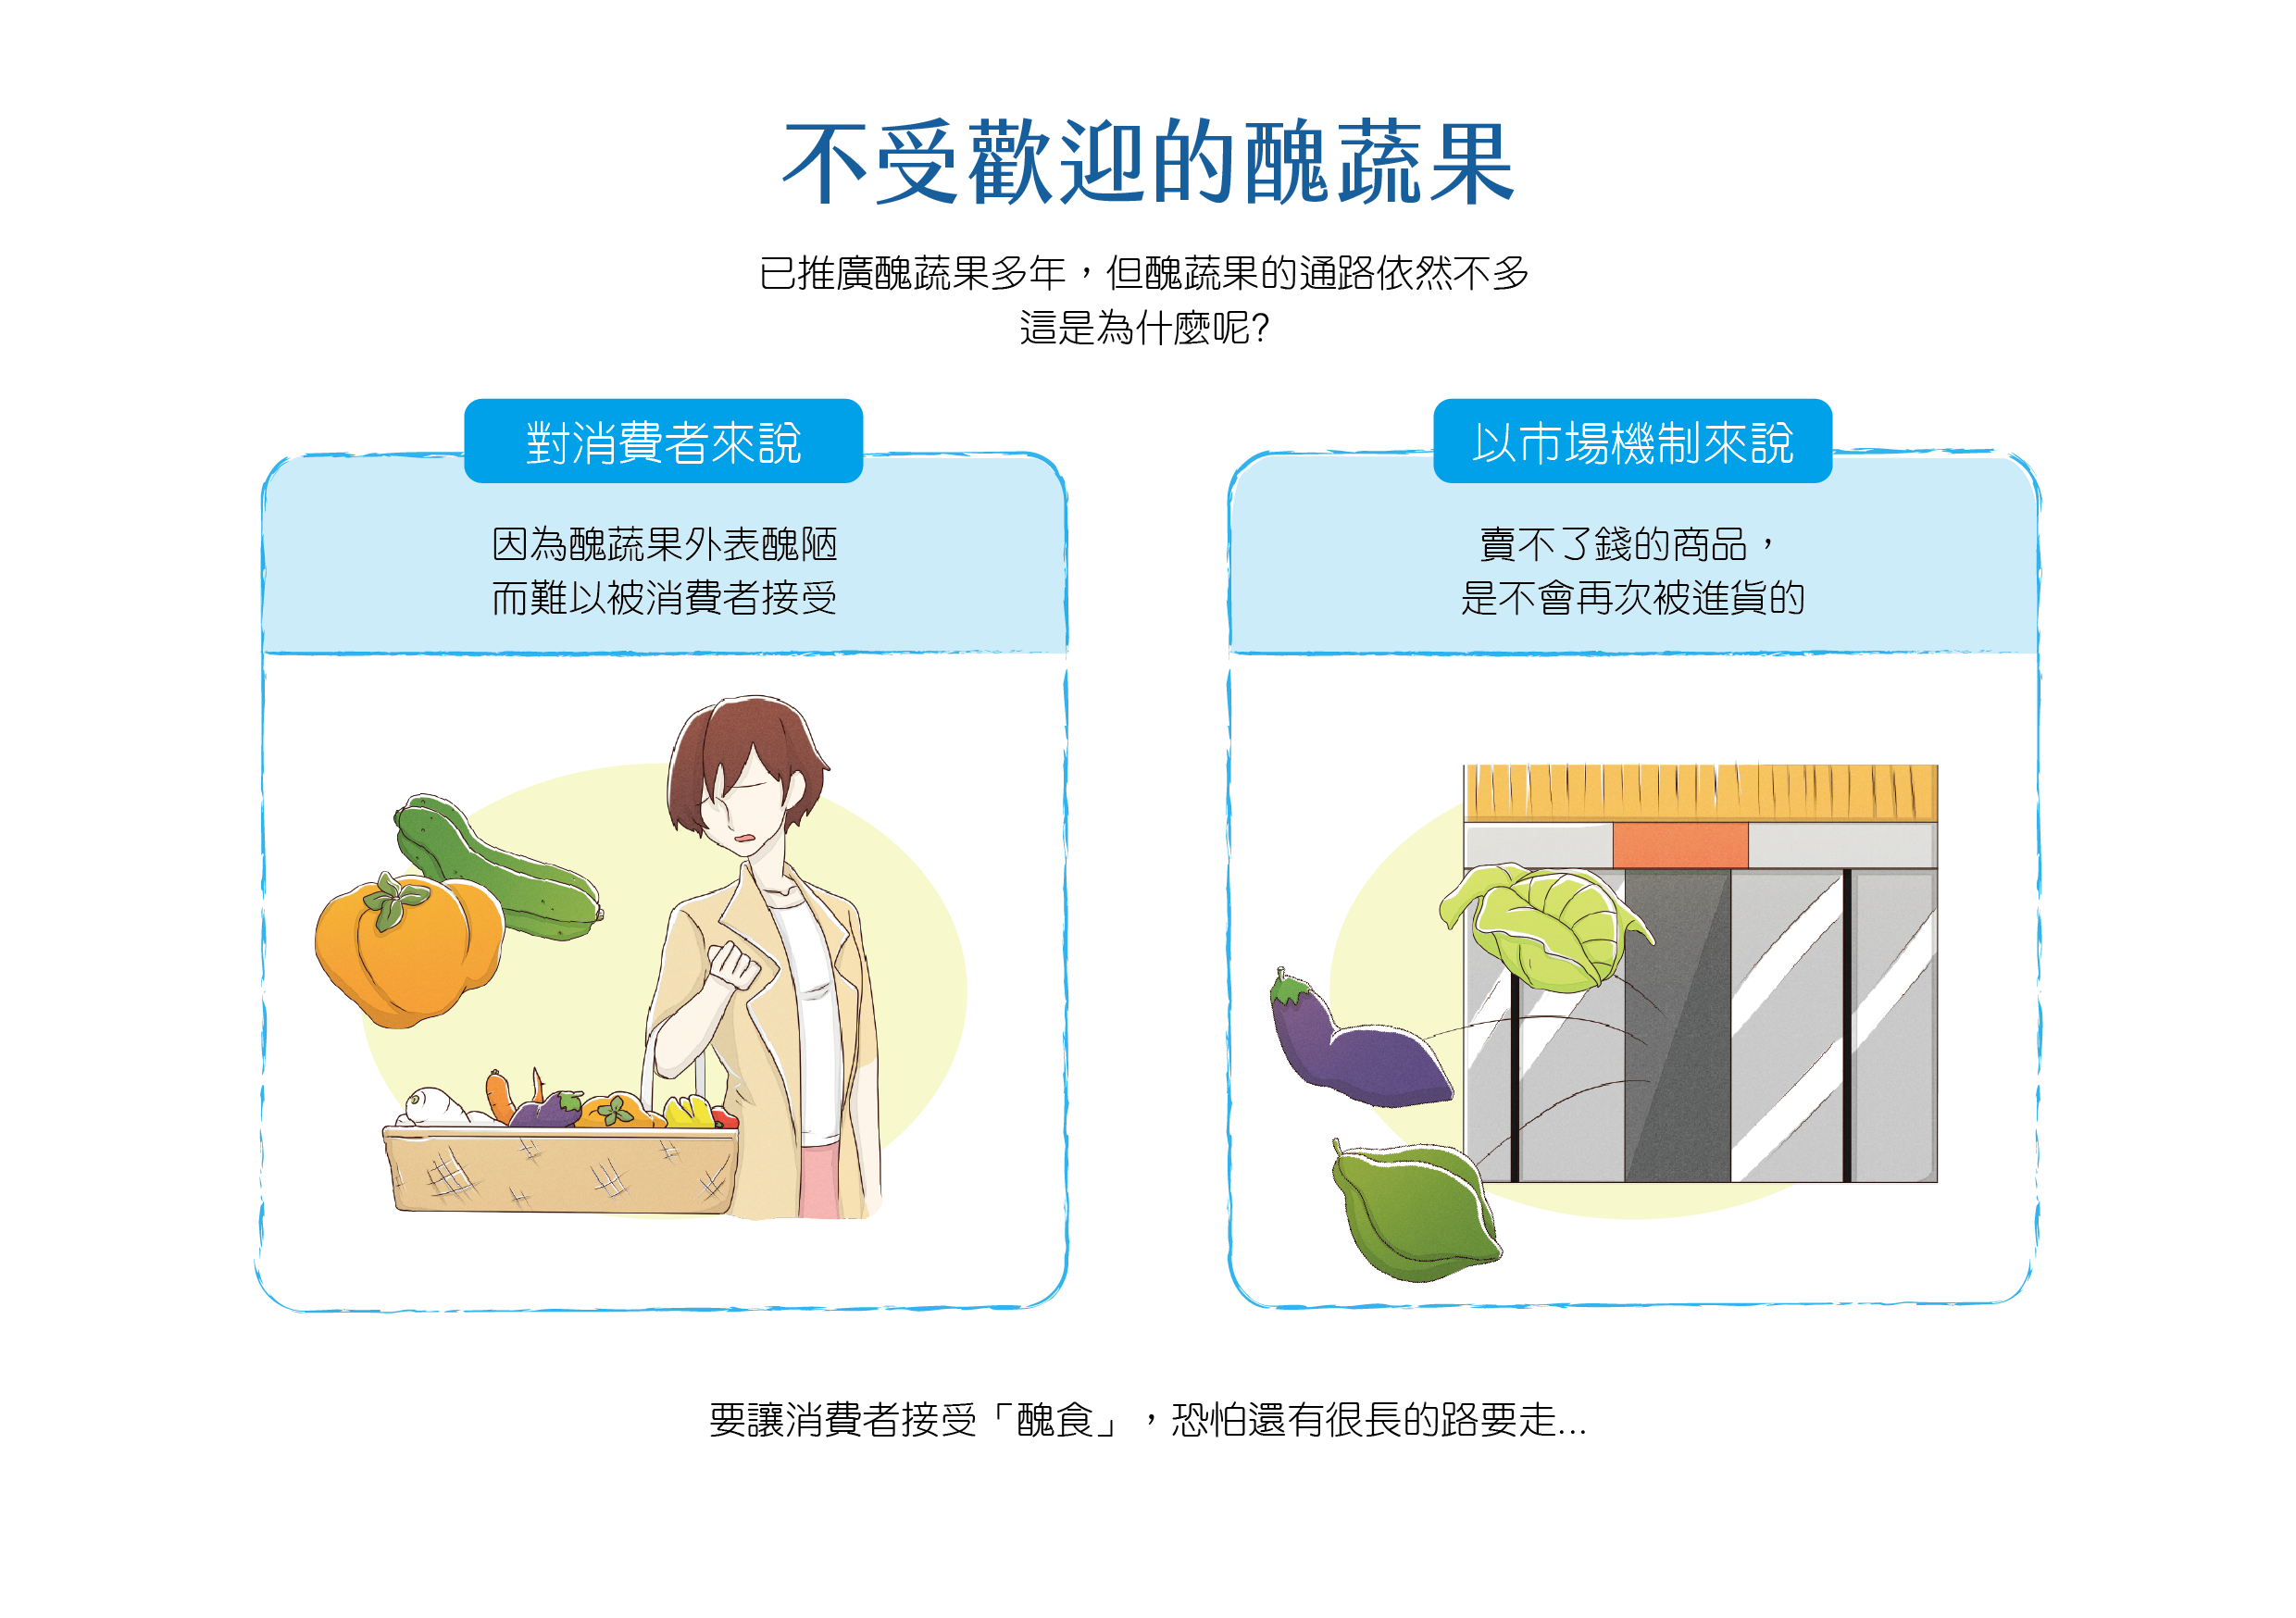 不受歡迎的醜蔬果
已推廣醜蔬果多年，但醜蔬果的通路依然不多
這是為什麼呢?
對消費者來說
因為醜蔬果外表醜陋
而難以被消費者接受
以市場機制來說
賣不了錢的商品，
是不會再次被進貨的
要讓消費者接受「醜食」，恐怕還有很長的路要走...